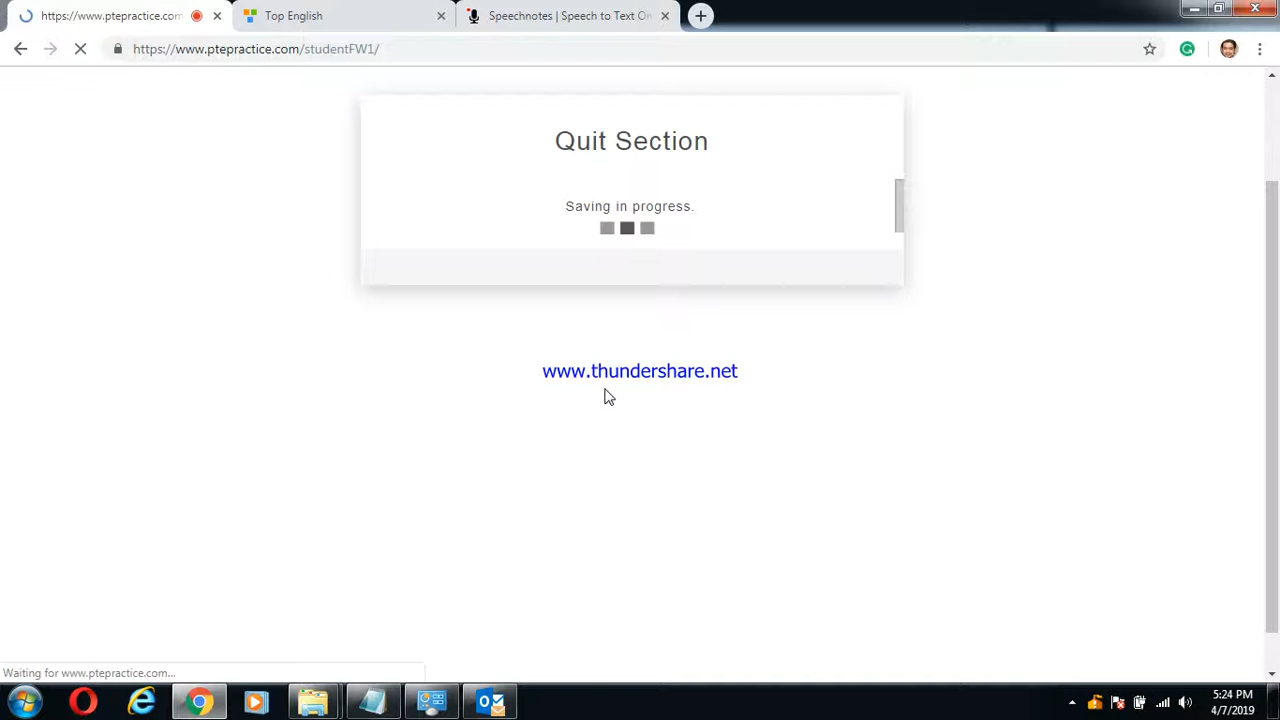 https://www.ptepractice.com
Top English
Speechnotes | Speech to Text On
https://www.ptepractice.com/studentFW1/
Quit Section
Saving in progress.
www.thundershare.net
Waiting for www.ptepractice.com...
5:24 PM
4/7/2019